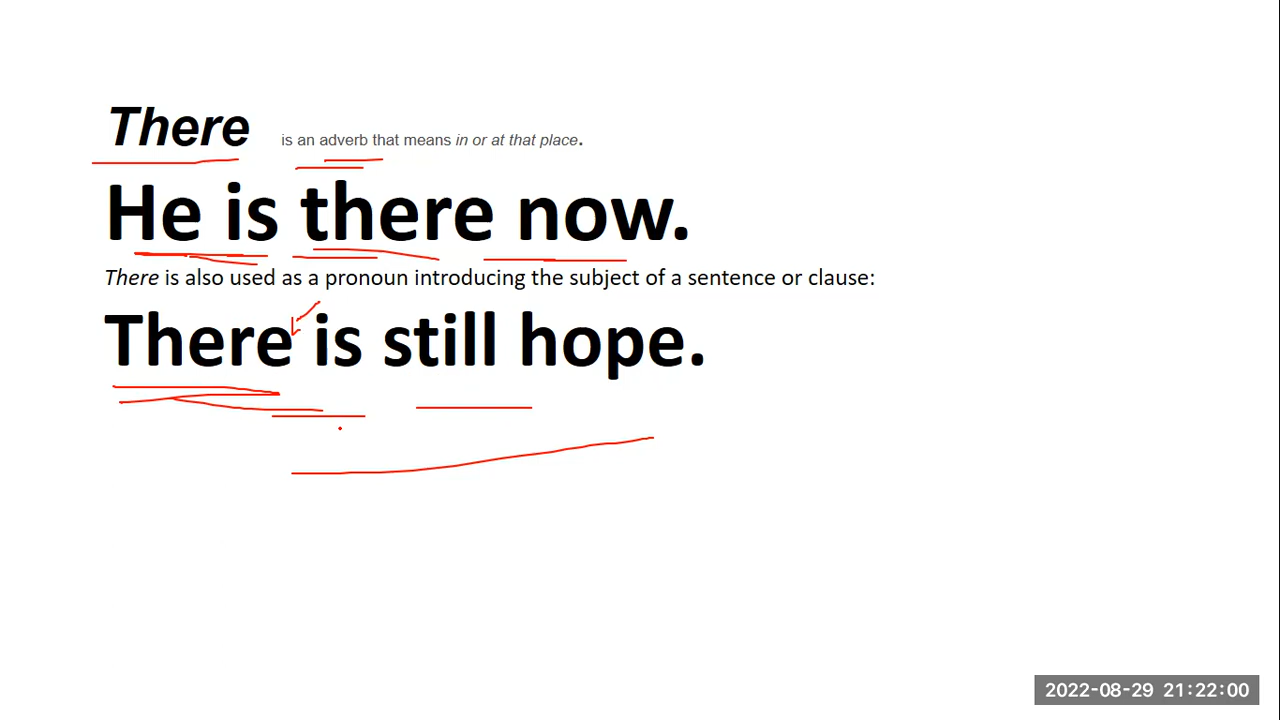 There is an adverb that means in or at that place.
He is there now.
There is also used as a pronoun introducing the subject of a sentence or clause:
There is still hope.
2022-08-29 21:22:00